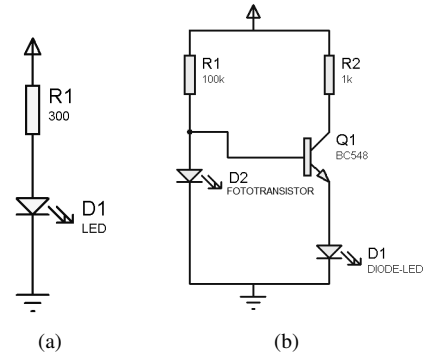 R1
300
D1
LED
(a)
R1
100k
R2
1k
Q1
BC548
D2
FOTOTRANSISTOR
D1
DIODE-LED
(b)